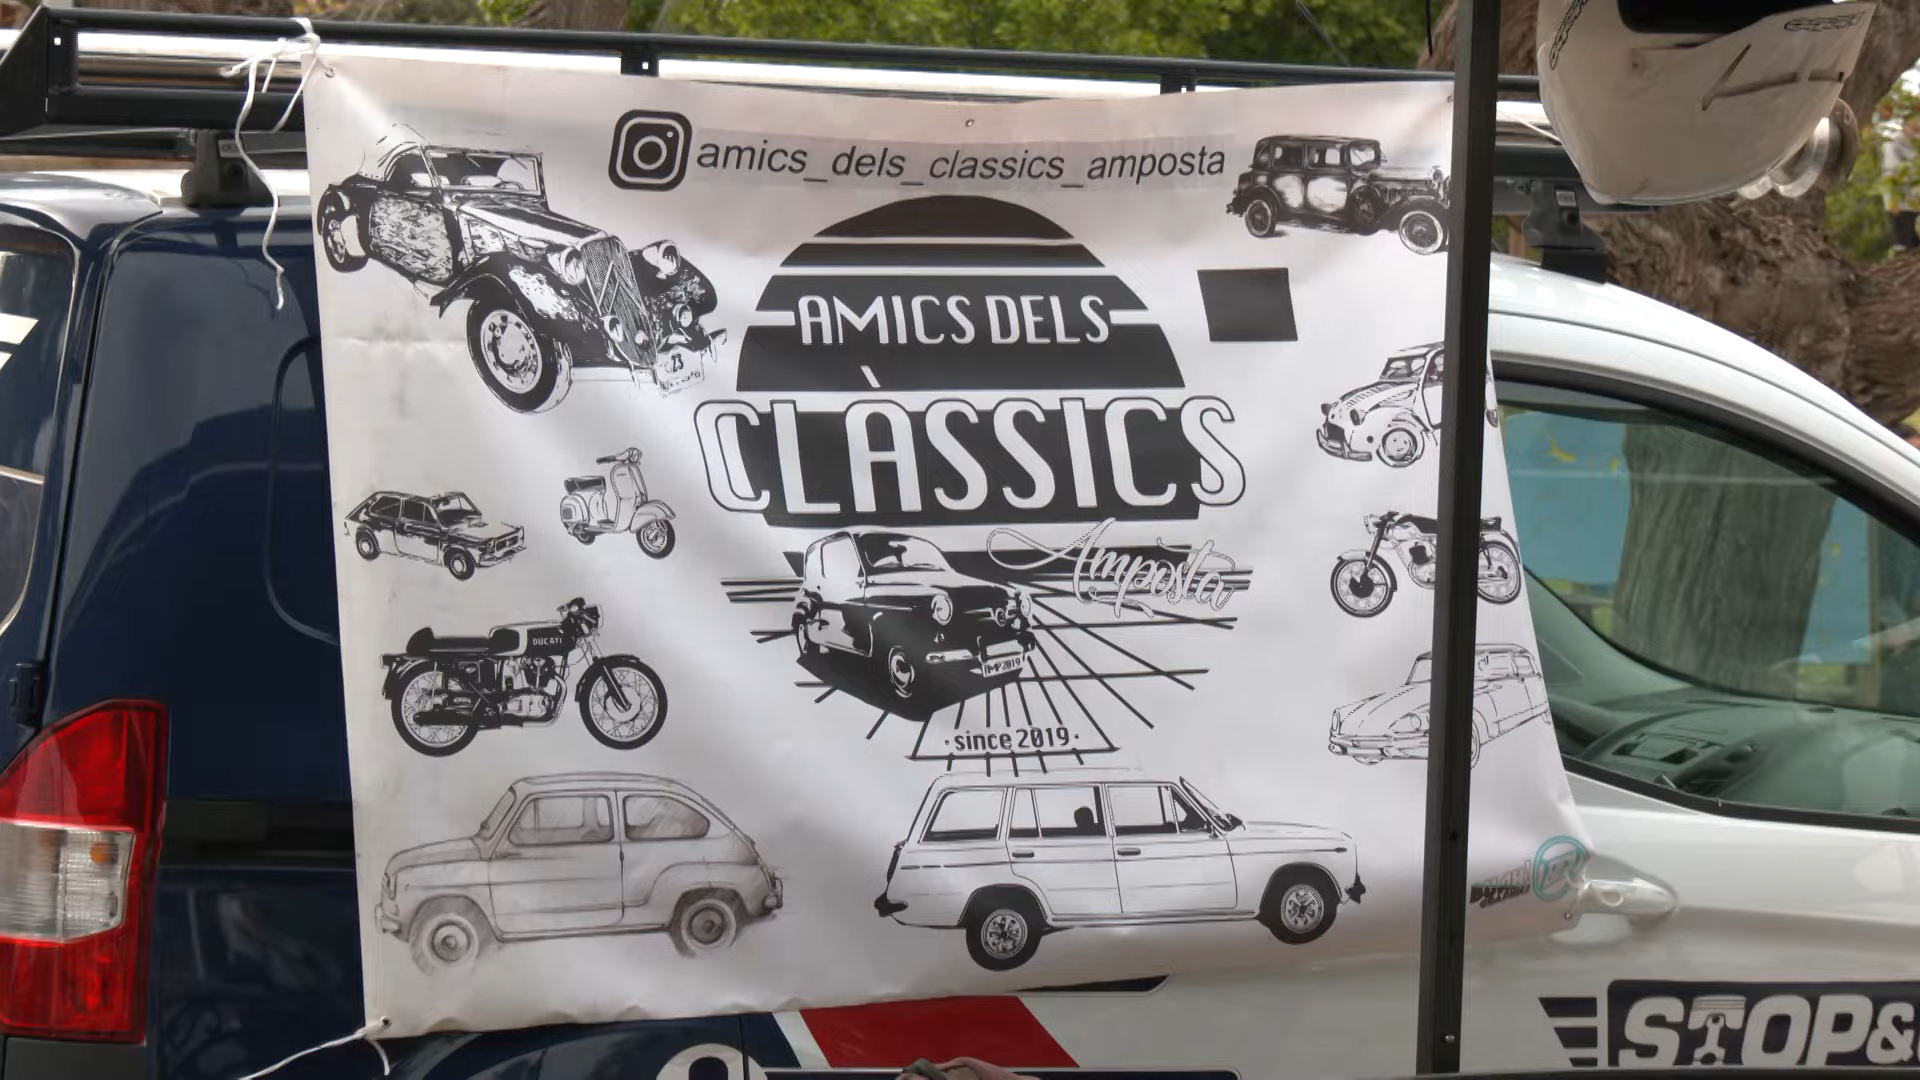 amics_dels_classics_amposta
AMICS DELS
CLÀSSICS
Amposta
DUCATI
· since 2019 ·
STOP&